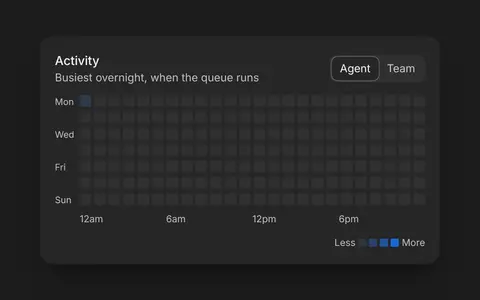 Activity
Busiest overnight, when the queue runs
Agent Team
Mon
Wed
Fri
Sun
12am 6am 12pm 6pm
Less More